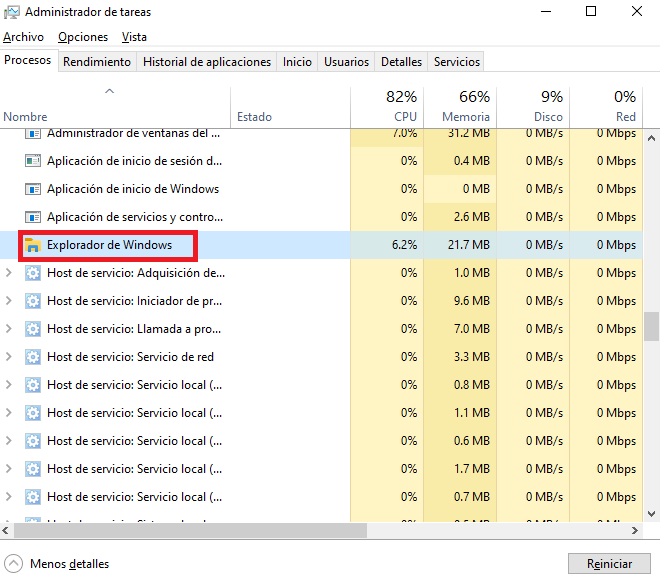 Administrador de tareas
Archivo Opciones Vista
Procesos Rendimiento Historial de aplicaciones Inicio Usuarios Detalles Servicios
82% 66% 9% 0%
Nombre Estado CPU Memoria Disco Red
Administrador de ventanas del ... 7.0% 31.2 MB 0 MB/s 0 Mbps
Aplicación de inicio de sesión d... 0% 0.4 MB 0 MB/s 0 Mbps
Aplicación de inicio de Windows 0% 0 MB 0 MB/s 0 Mbps
Aplicación de servicios y contro... 0% 2.6 MB 0 MB/s 0 Mbps
Explorador de Windows 6.2% 21.7 MB 0 MB/s 0 Mbps
Host de servicio: Adquisición de... 0% 1.0 MB 0 MB/s 0 Mbps
Host de servicio: Iniciador de pr... 0% 9.6 MB 0 MB/s 0 Mbps
Host de servicio: Llamada a pro... 0% 7.0 MB 0 MB/s 0 Mbps
Host de servicio: Servicio de red 0% 3.3 MB 0 MB/s 0 Mbps
Host de servicio: Servicio local (... 0% 0.8 MB 0 MB/s 0 Mbps
Host de servicio: Servicio local (... 0% 1.1 MB 0 MB/s 0 Mbps
Host de servicio: Servicio local (... 0% 0.6 MB 0 MB/s 0 Mbps
Host de servicio: Servicio local (... 0% 1.7 MB 0 MB/s 0 Mbps
Host de servicio: Servicio local (... 0% 0.7 MB 0 MB/s 0 Mbps
Menos detalles Reiniciar